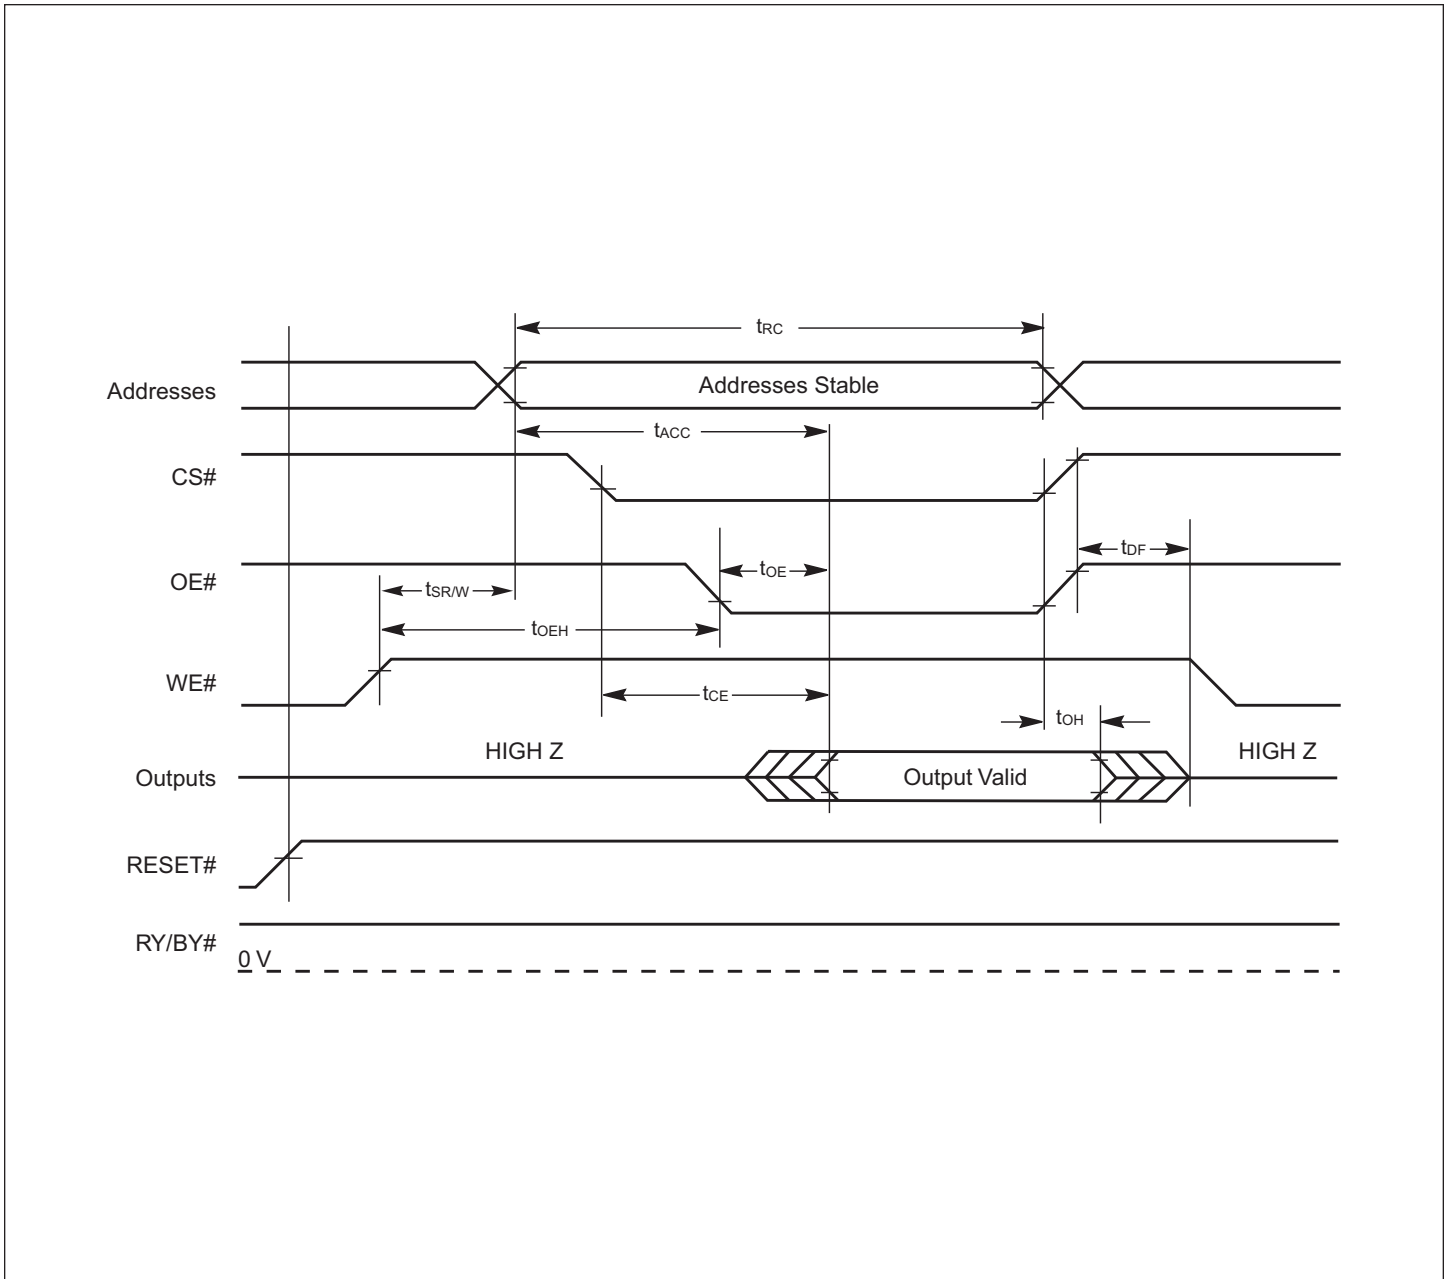 tRC
Addresses
Addresses Stable
tACC
CS#
tDF
OE#
tOE
tSR/W
tOEH
WE#
tCE
tOH
HIGH Z
HIGH Z
Outputs
Output Valid
RESET#
RY/BY#
0 V